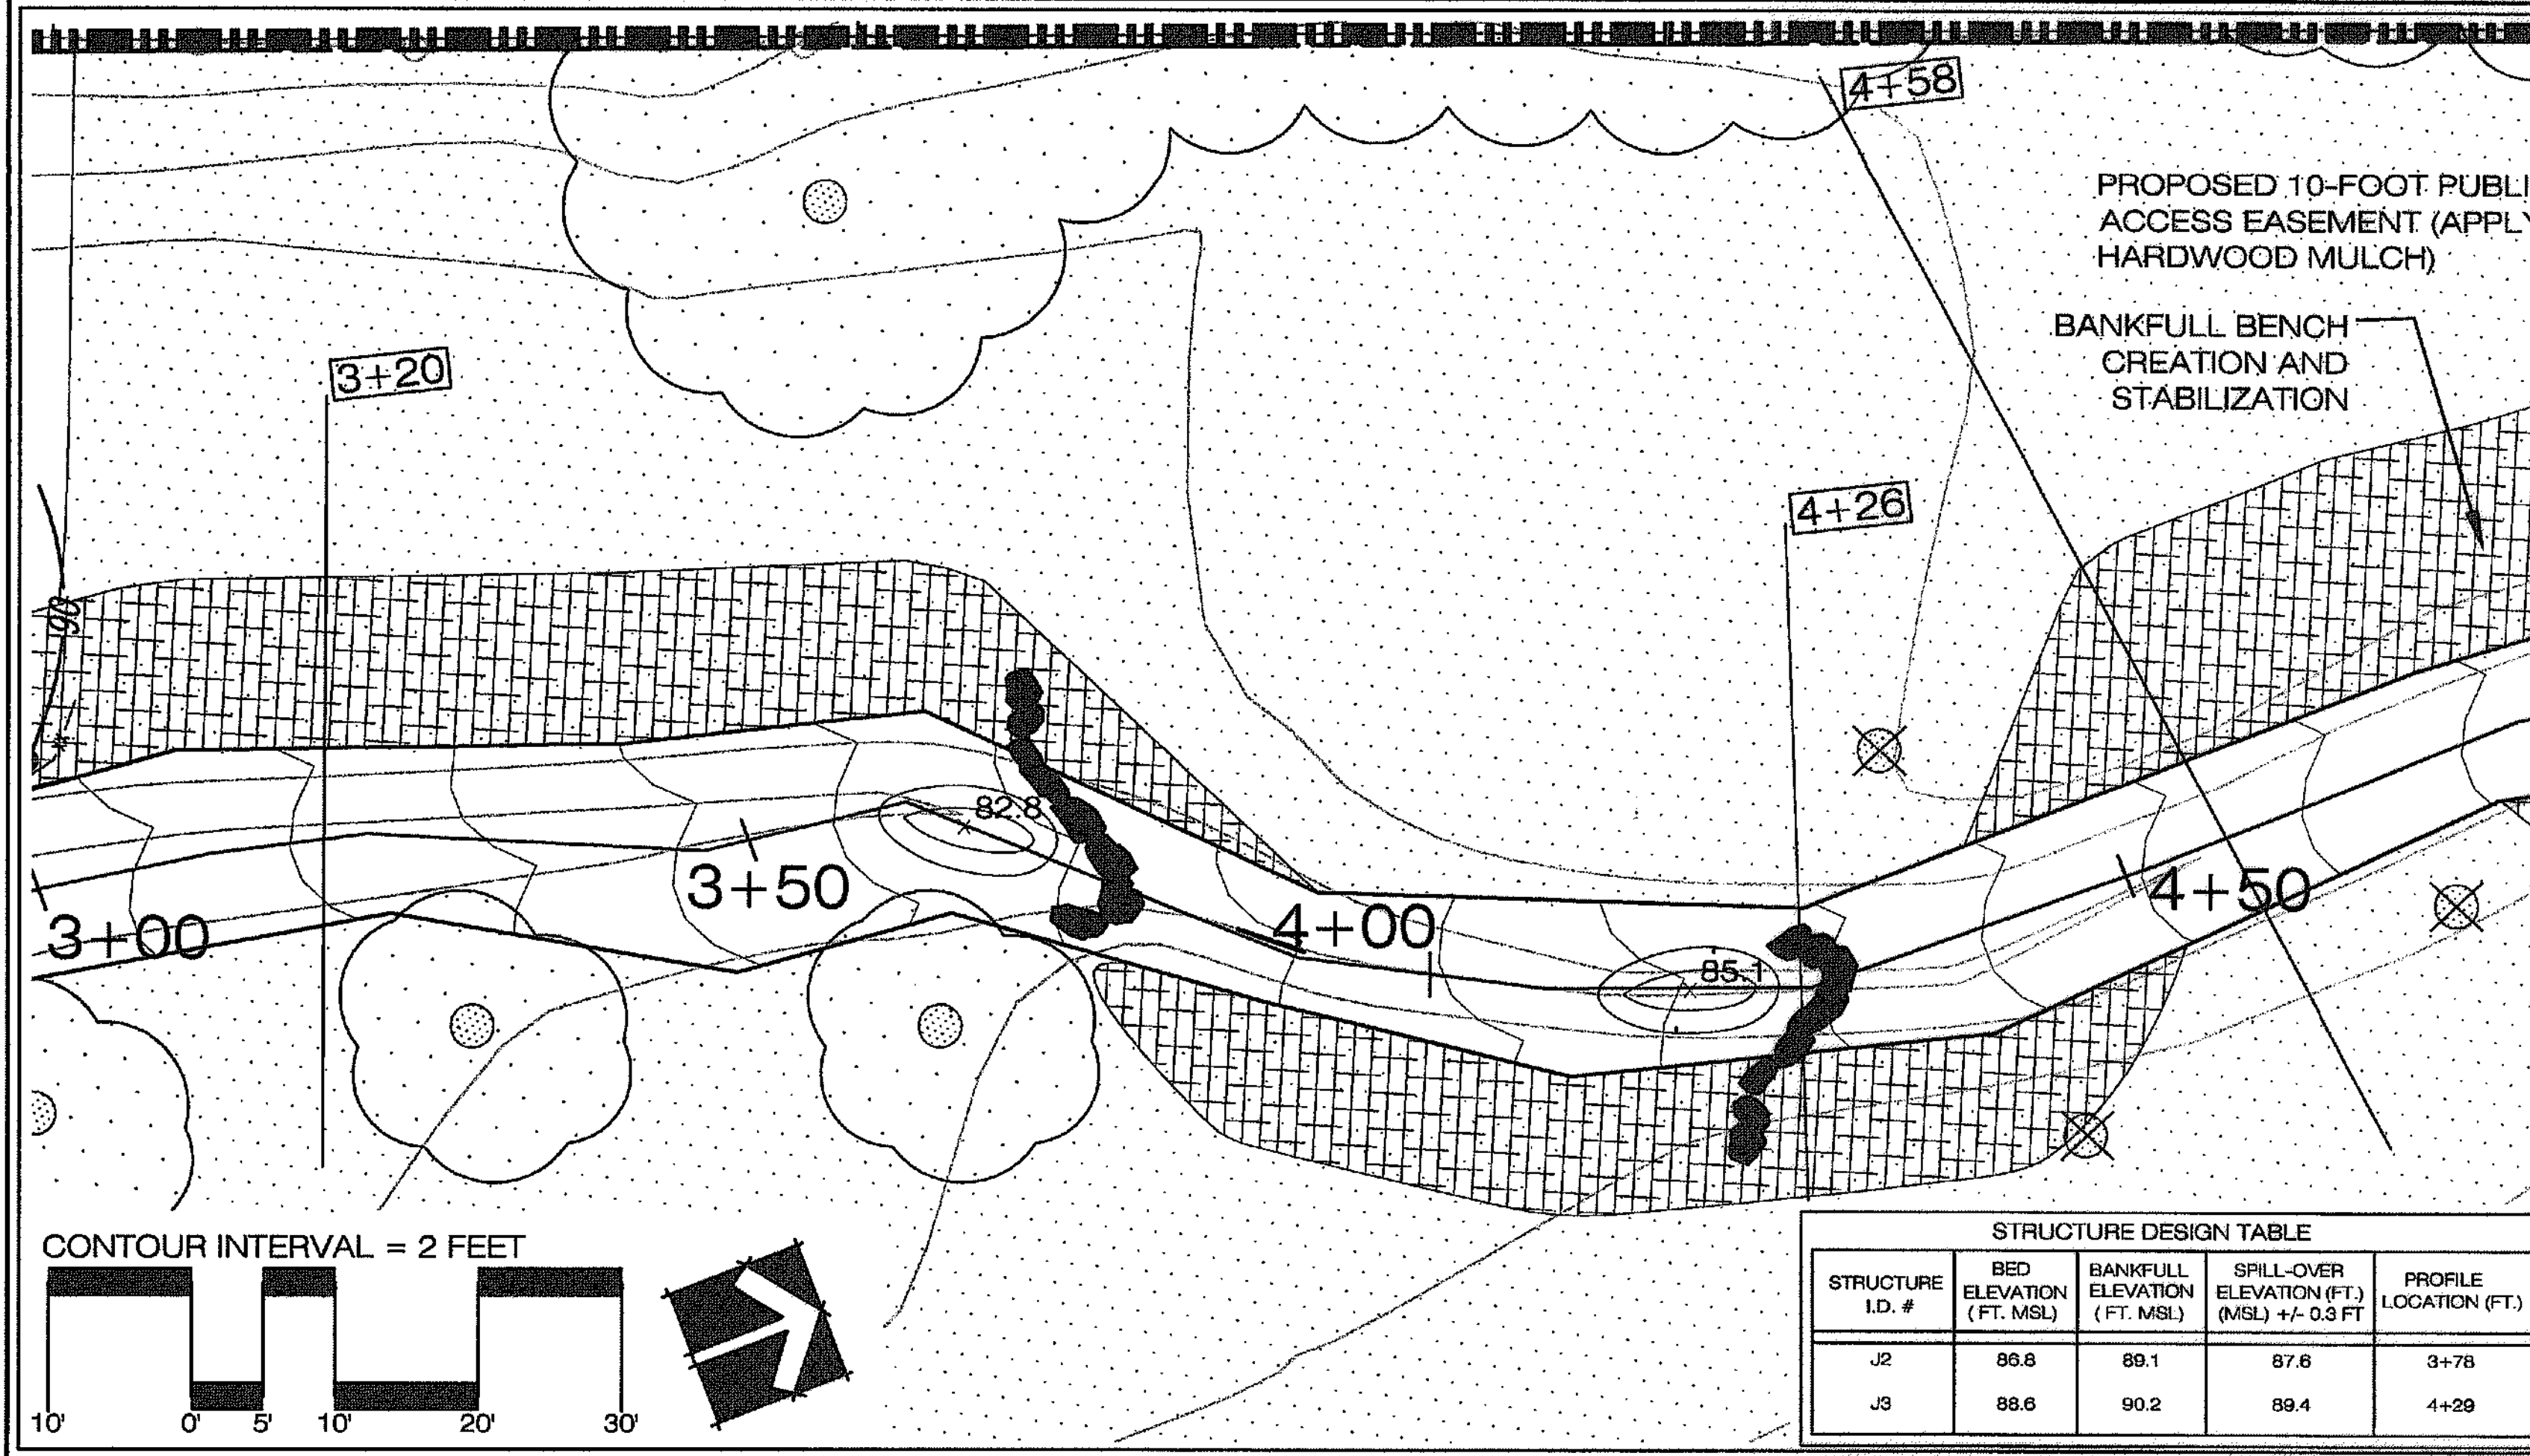 4+58
PROPOSED 10-FOOT PUBLI
ACCESS EASEMENT (APPLY
HARDWOOD MULCH)
BANKFULL BENCH
CREATION AND
STABILIZATION
3+20
4+26
90
82.8
3+50
3+00
4+00
85.1
4+50
CONTOUR INTERVAL = 2 FEET
10' 0' 5' 10' 20' 30'
STRUCTURE DESIGN TABLE
STRUCTURE I.D. # BED ELEVATION (FT. MSL) BANKFULL ELEVATION (FT. MSL) SPILL-OVER ELEVATION (FT.) (MSL) +/- 0.3 FT PROFILE LOCATION (FT.)
J2 86.8 89.1 87.6 3+78
J3 88.6 90.2 89.4 4+29